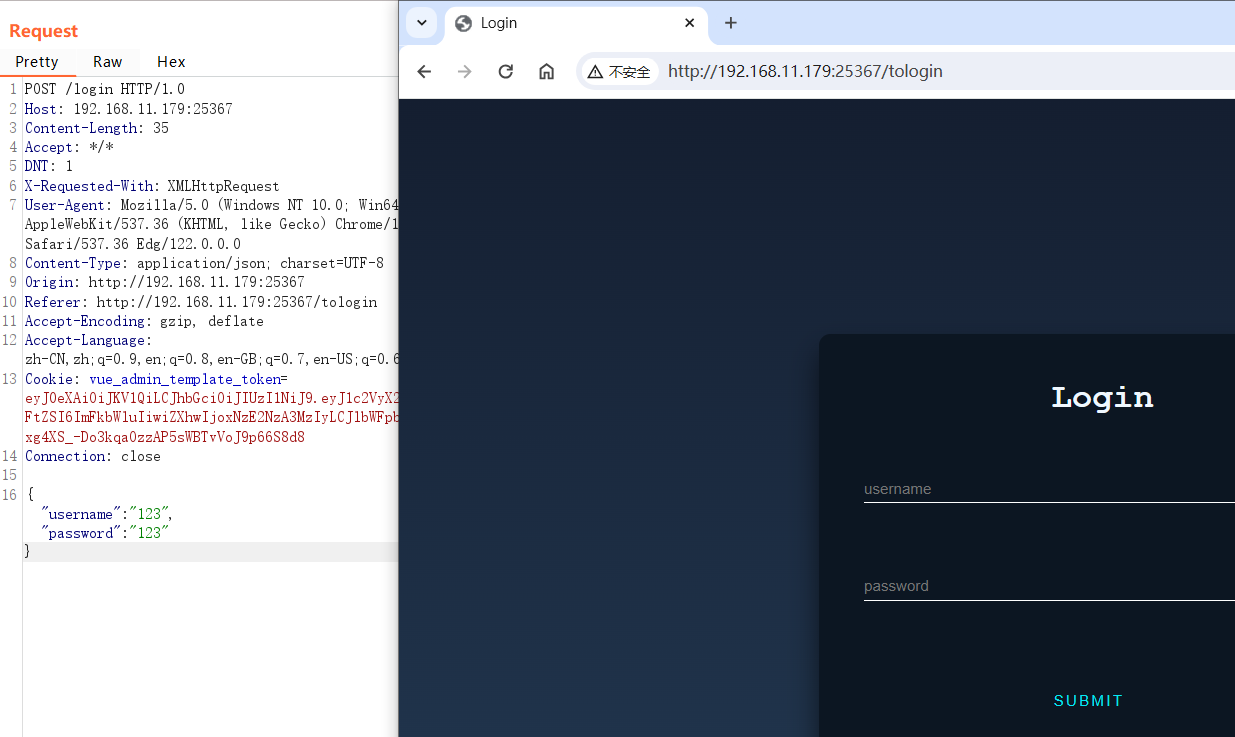 Request
Pretty Raw Hex
1 POST /login HTTP/1.0
2 Host: 192.168.11.179:25367
3 Content-Length: 35
4 Accept: */*
5 DNT: 1
6 X-Requested-With: XMLHttpRequest
7 User-Agent: Mozilla/5.0 (Windows NT 10.0; Win64
AppleWebKit/537.36 (KHTML, like Gecko) Chrome/1
Safari/537.36 Edg/122.0.0.0
8 Content-Type: application/json; charset=UTF-8
9 Origin: http://192.168.11.179:25367
10 Referer: http://192.168.11.179:25367/tologin
11 Accept-Encoding: gzip, deflate
12 Accept-Language:
zh-CN,zh;q=0.9,en;q=0.8,en-GB;q=0.7,en-US;q=0.6
13 Cookie: vue_admin_template_token=
eyJ0eXAiOiJKV1QiLCJhbGciOiJIUzI1NiJ9.eyJ1c2VyX2
FtZSI6ImFkbWluIiwiZXhwIjoxNzE2NzA3MzIyLCJlbWFpb
xg4XS_-Do3kqa0zzAP5sWBTvVoJ9p66S8d8
14 Connection: close
15
16 {
"username":"123",
"password":"123"
}
Login
不安全 http://192.168.11.179:25367/tologin
Login
username
password
SUBMIT